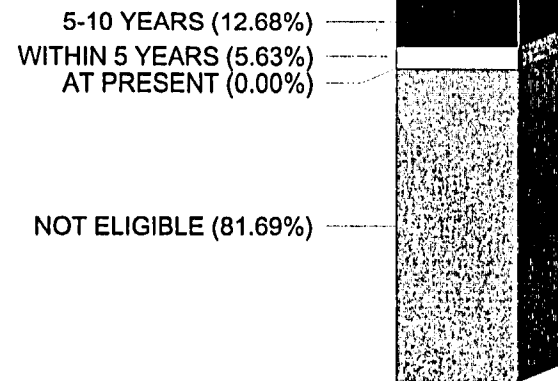 5-10 YEARS (12.68%)
WITHIN 5 YEARS (5.63%)
AT PRESENT (0.00%)
NOT ELIGIBLE (81.69%)